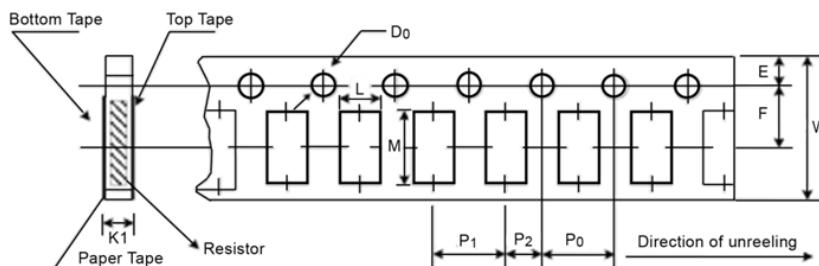 Bottom Tape
Top Tape
D0
E
L
F
W
M
K1
P1
P2
P0
Direction of unreeling
Resistor
Paper Tape